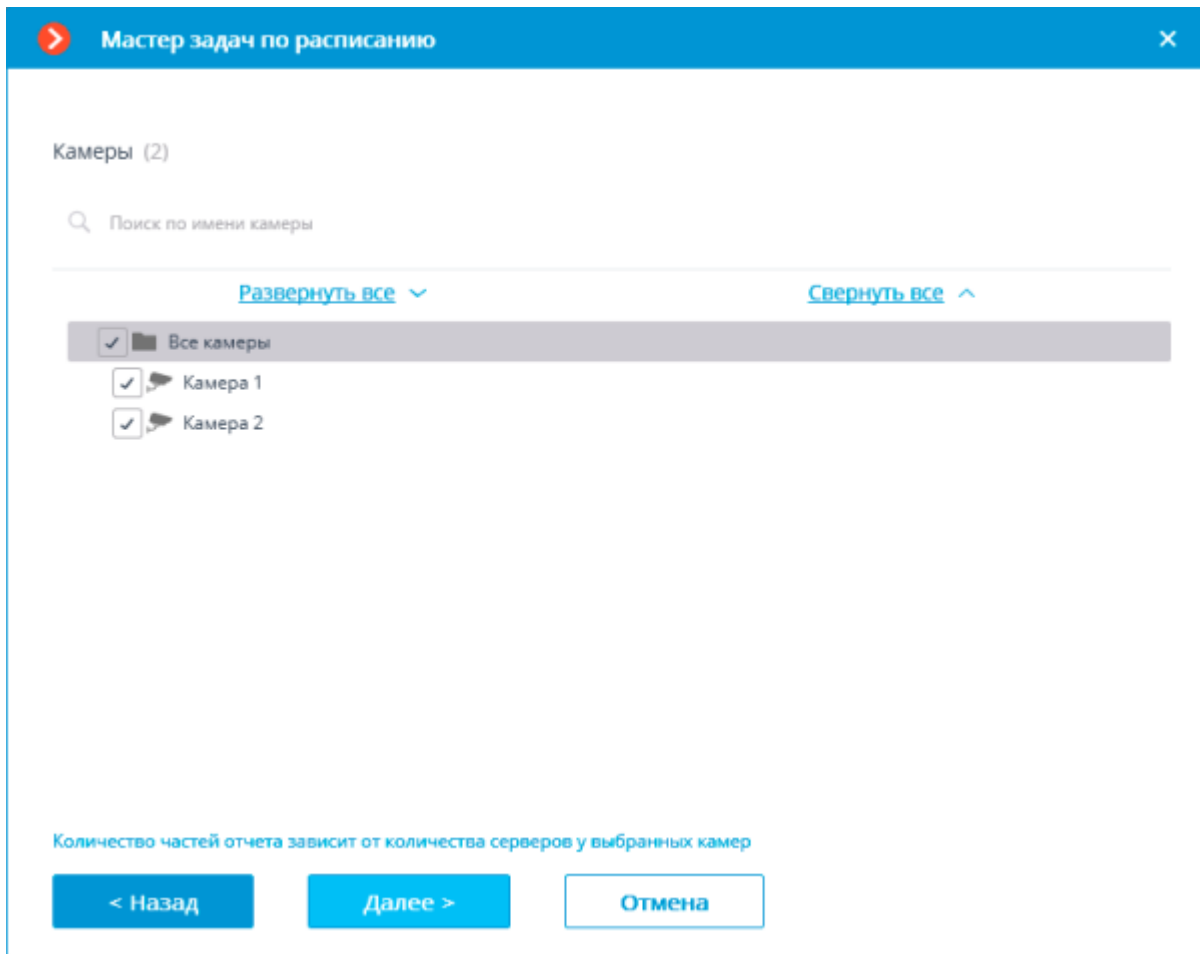 Мастер задач по расписанию
Камеры (2)
Поиск по имени камеры
Развернуть все Свернуть все
Все камеры
Камера 1
Камера 2
Количество частей отчета зависит от количества серверов у выбранных камер
< Назад Далее > Отмена